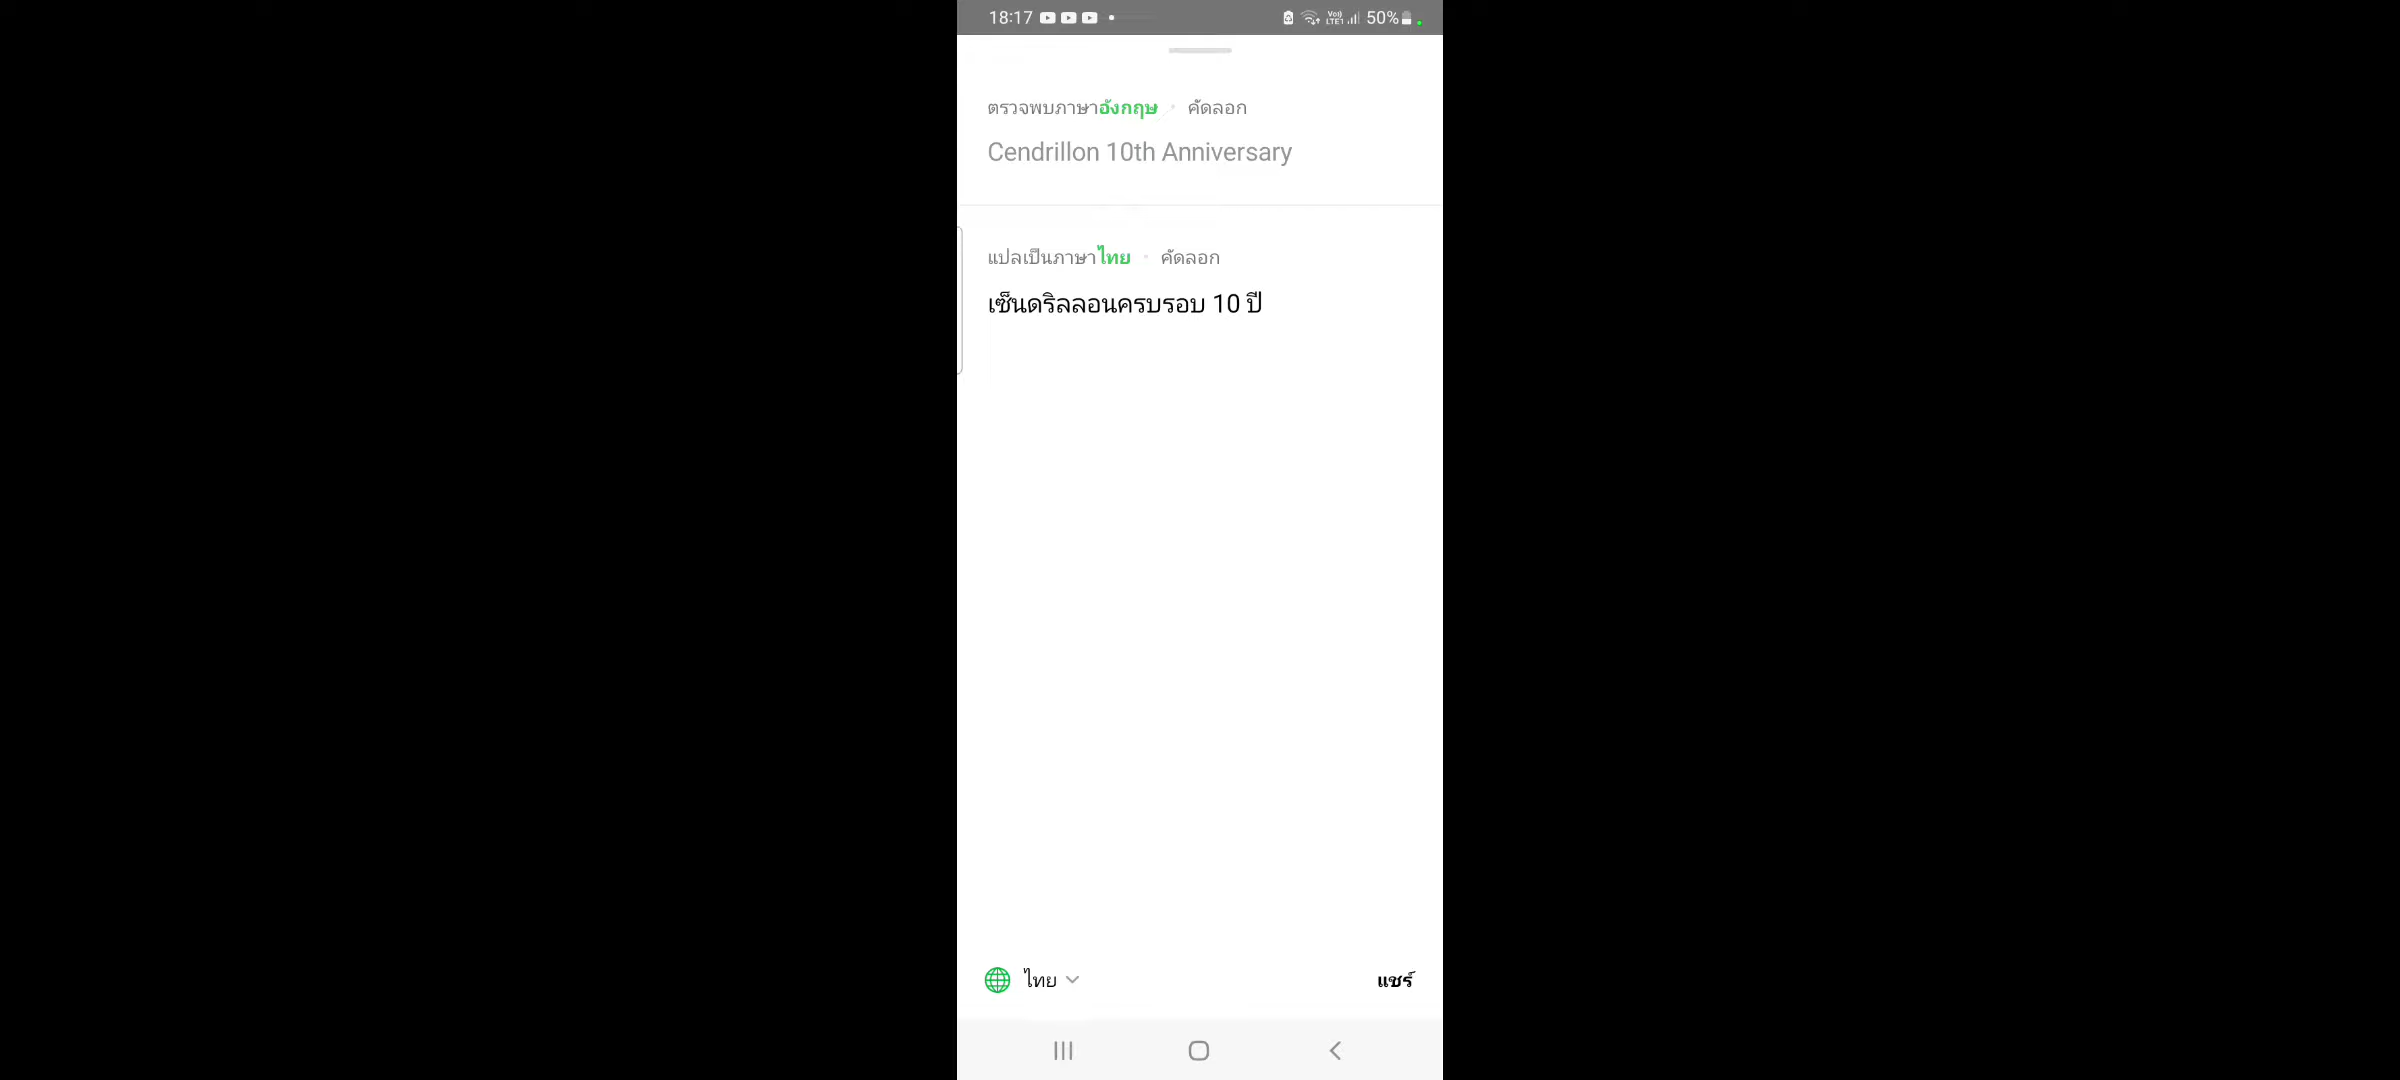 18:17 Vo) LTE1 50%
ตรวจพบภาษาอังกฤษ • คัดลอก
Cendrillon 10th Anniversary
แปลเป็นภาษาไทย • คัดลอก
เซ็นดริลลอนครบรอบ 10 ปี
ไทย แชร์